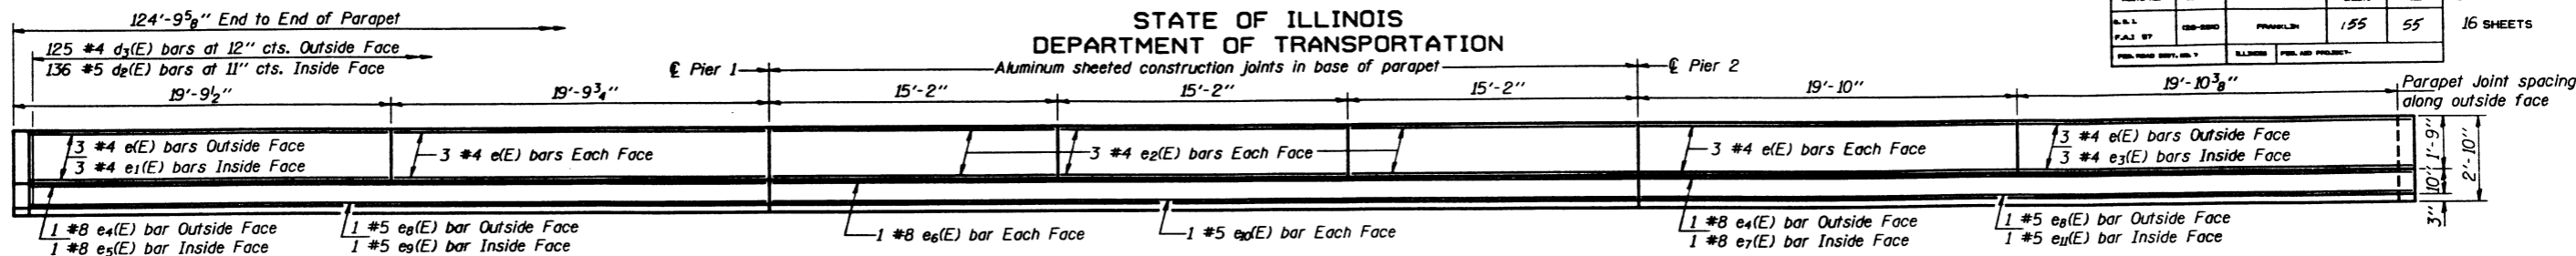 STATE OF ILLINOIS
DEPARTMENT OF TRANSPORTATION
FRANKLIN 155 55
16 SHEETS
ILLINOIS
124'-9⅝" End to End of Parapet
125 #4 d₃(E) bars at 12" cts. Outside Face
136 #5 d₂(E) bars at 11" cts. Inside Face
℄ Pier 1
Aluminum sheeted construction joints in base of parapet
℄ Pier 2
19'-9½" 19'-9¾" 15'-2" 15'-2" 15'-2" 19'-10" 19'-10⅜"
Parapet Joint spacing
along outside face
3 #4 e(E) bars Outside Face
3 #4 e₁(E) bars Inside Face
3 #4 e(E) bars Each Face
3 #4 e₂(E) bars Each Face
3 #4 e(E) bars Each Face
3 #4 e(E) bars Outside Face
3 #4 e₃(E) bars Inside Face
1'-9"
10"
3"
2'-10"
1 #8 e₄(E) bar Outside Face
1 #8 e₅(E) bar Inside Face
1 #5 e₈(E) bar Outside Face
1 #5 e₉(E) bar Inside Face
1 #8 e₆(E) bar Each Face
1 #5 e₁₀(E) bar Each Face
1 #8 e₄(E) bar Outside Face
1 #8 e₇(E) bar Inside Face
1 #5 e₈(E) bar Outside Face
1 #5 e₁₁(E) bar Inside Face